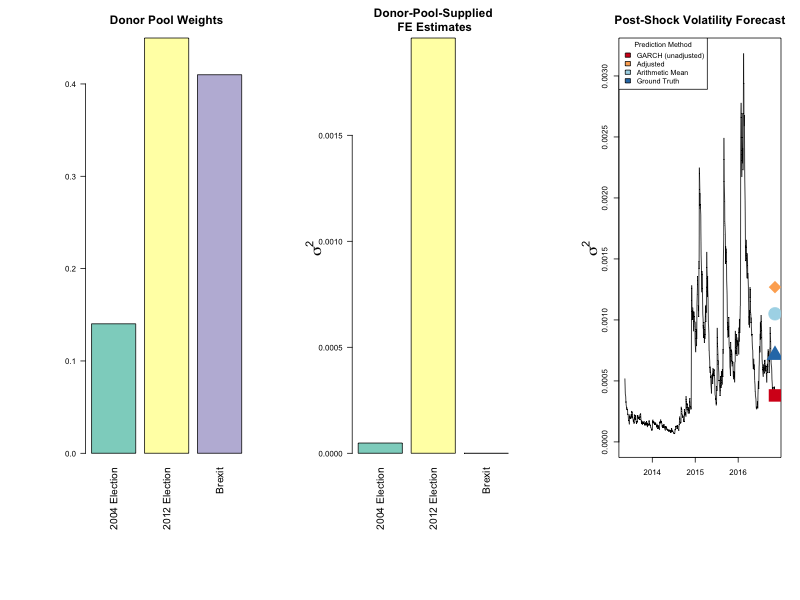 Donor Pool Weights
0.4
0.3
0.2
0.1
0.0
2004 Election
2012 Election
Brexit
Donor-Pool-Supplied
FE Estimates
σ²
0.0015
0.0010
0.0005
0.0000
2004 Election
2012 Election
Brexit
Post-Shock Volatility Forecast
Prediction Method
GARCH (unadjusted)
Adjusted
Arithmetic Mean
Ground Truth
σ²
0.0030
0.0025
0.0020
0.0015
0.0010
0.0005
0.0000
2014
2015
2016